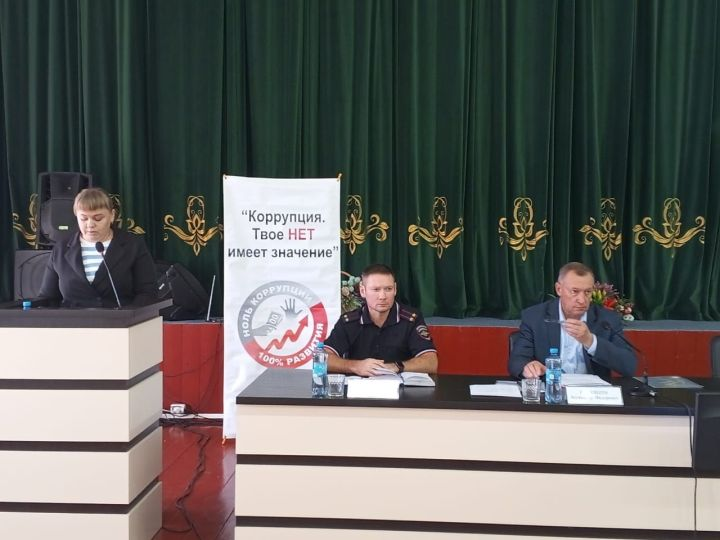 “Коррупция.
Твое НЕТ
имеет значение”
НОЛЬ КОРРУПЦИИ
100% РАЗВИТИЯ